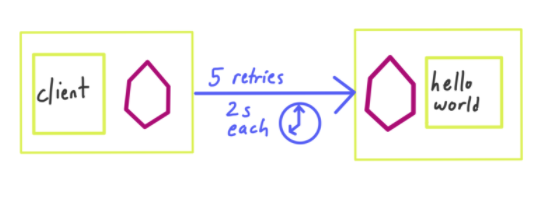 client
5 retries
2s
each
hello
world